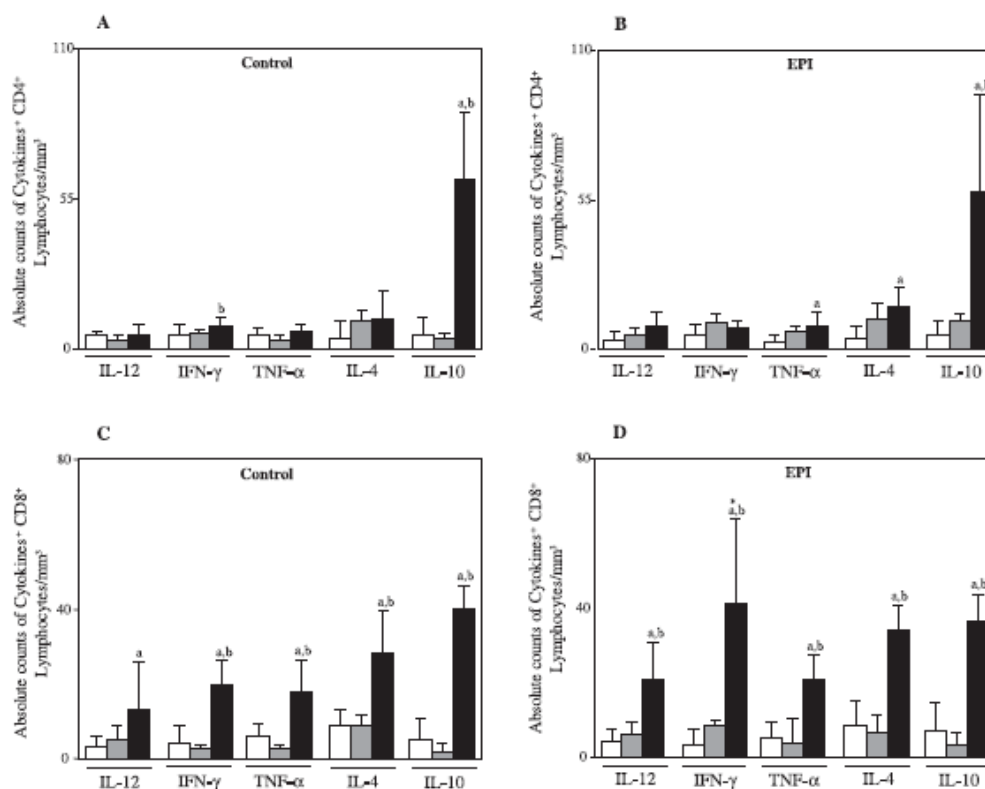 A
Control
110
55
0
Absolute counts of Cytokines⁺ CD4⁺
Lymphocytes/mm³
b
a,b
IL-12 IFN-γ TNF-α IL-4 IL-10
B
EPI
110
55
0
Absolute counts of Cytokines⁺ CD4⁺
Lymphocytes/mm³
a
a
a,b
IL-12 IFN-γ TNF-α IL-4 IL-10
C
Control
80
40
0
Absolute counts of Cytokines⁺ CD8⁺
Lymphocytes/mm³
a
a,b
a,b
a,b
a,b
IL-12 IFN-γ TNF-α IL-4 IL-10
D
EPI
80
40
0
Absolute counts of Cytokines⁺ CD8⁺
Lymphocytes/mm³
a,b
*
a,b
a,b
a,b
a,b
IL-12 IFN-γ TNF-α IL-4 IL-10